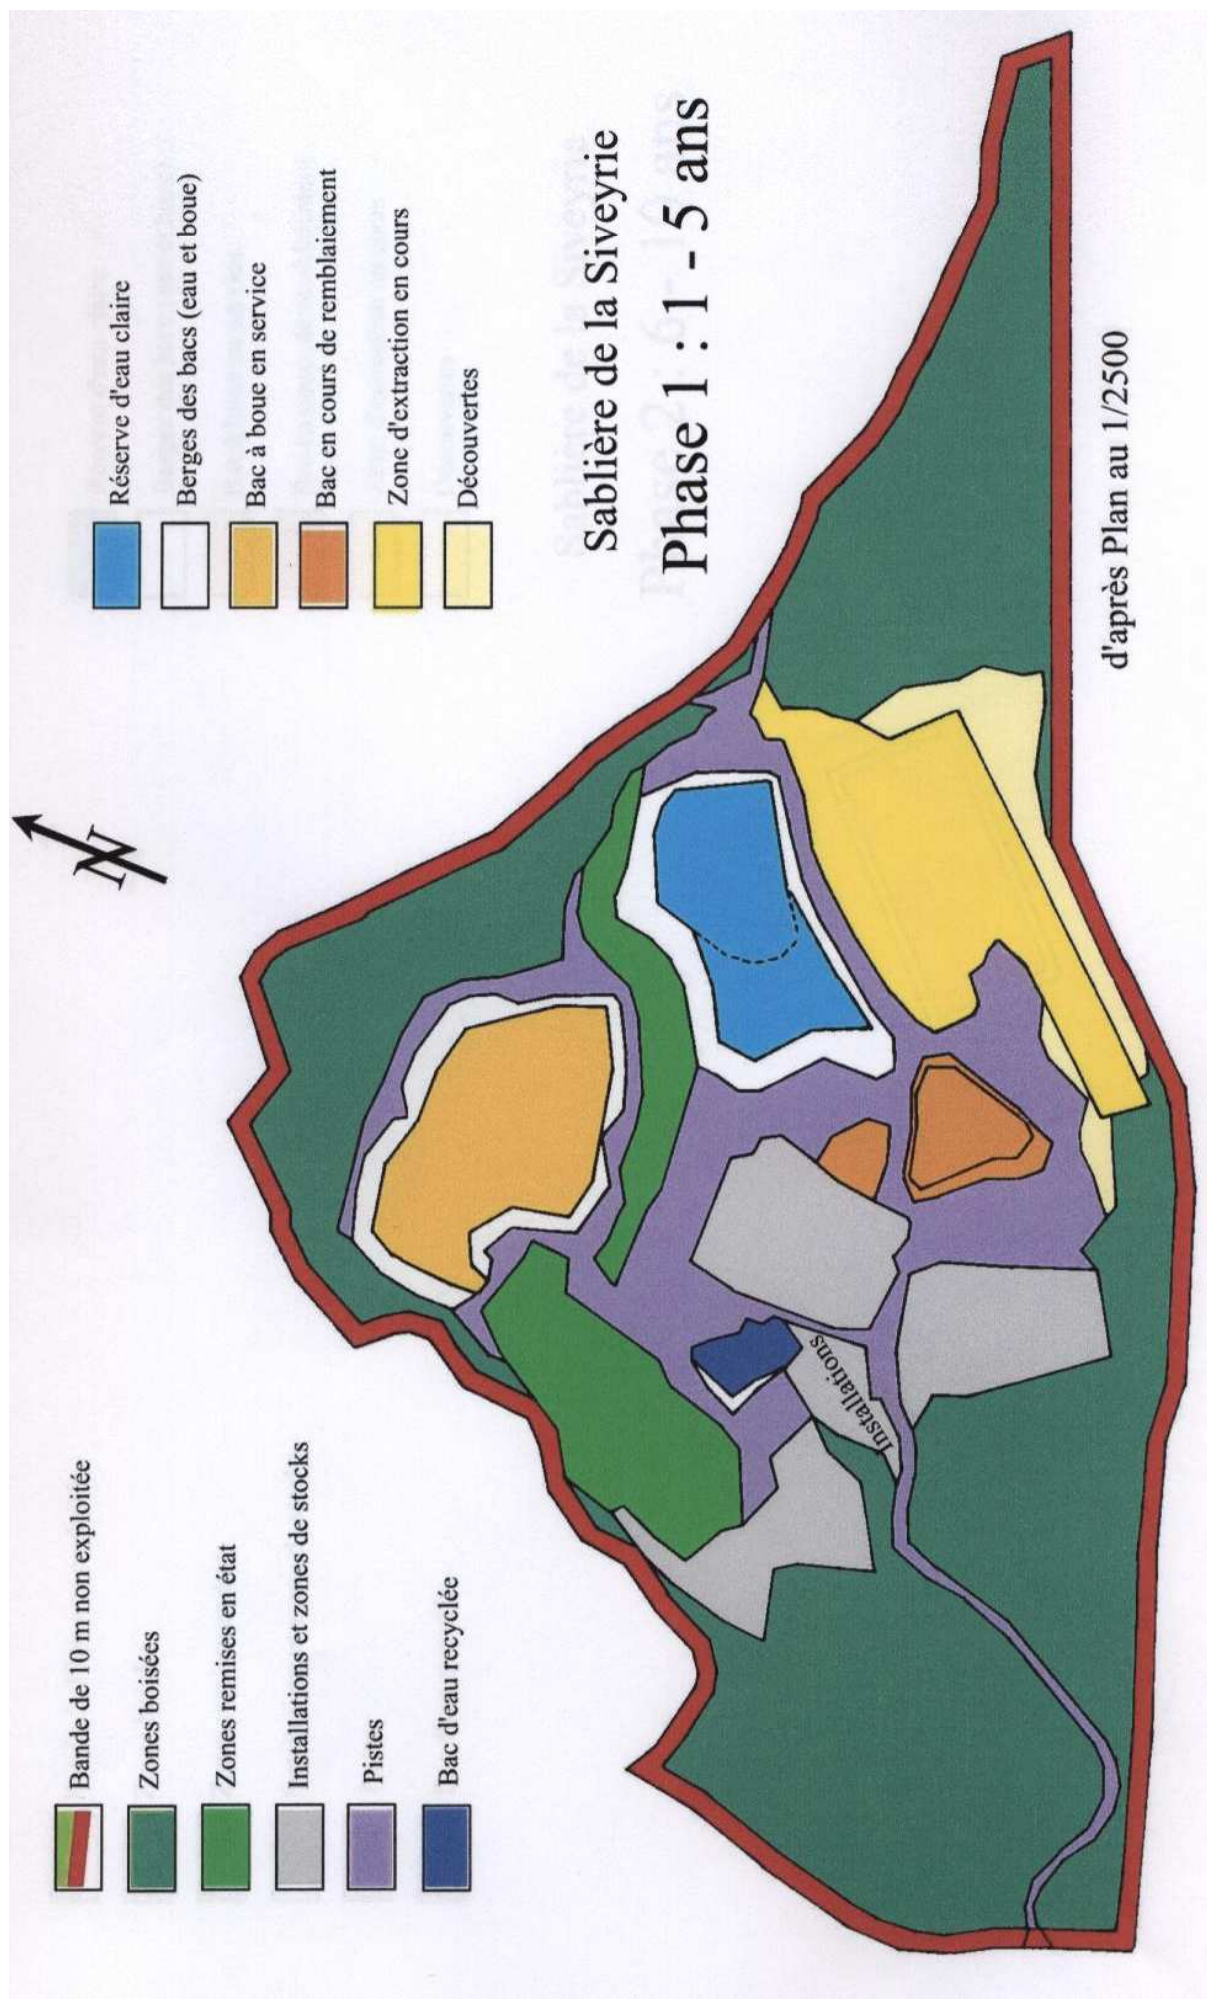 Bande de 10 m non exploitée
Zones boisées
Zones remises en état
Installations et zones de stocks
Pistes
Bac d'eau recyclée
N
Réserve d'eau claire
Berges des bacs (eau et boue)
Bac à boue en service
Bac en cours de remblaiement
Zone d'extraction en cours
Découvertes
Sablière de la Siveyrie
Phase 1 : 1 - 5 ans
Installations
d'après Plan au 1/2500